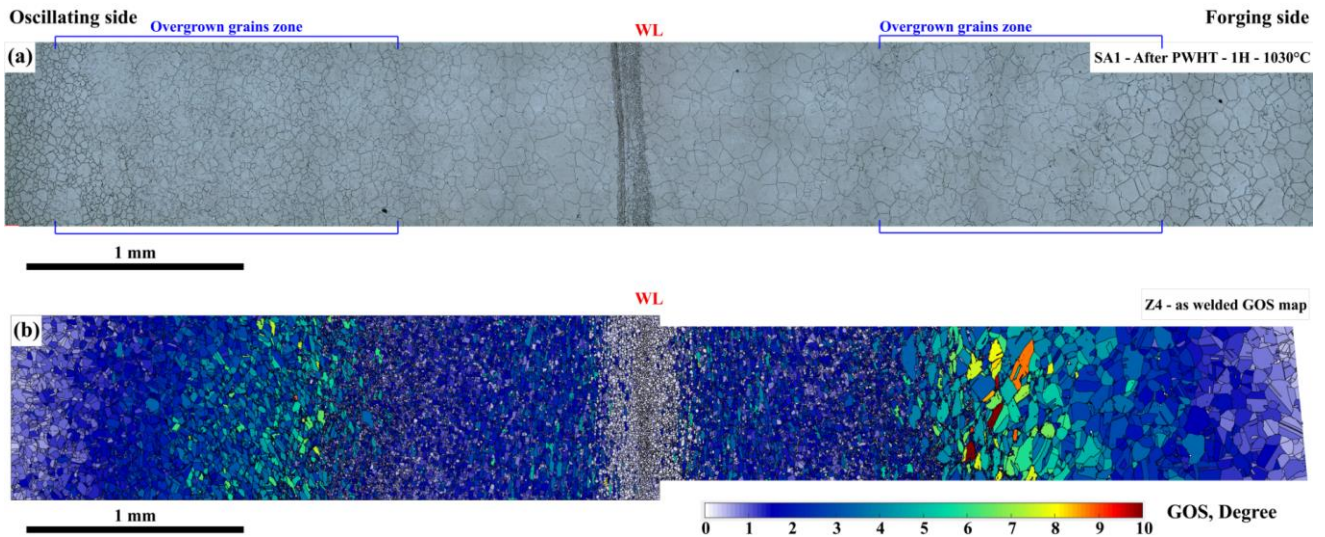 Oscillating side
Overgrown grains zone
WL
Overgrown grains zone
Forging side
(a)
SA1 - After PWHT - 1H - 1030°C
1 mm
WL
(b)
Z4 - as welded GOS map
1 mm
0 1 2 3 4 5 6 7 8 9 10
GOS, Degree